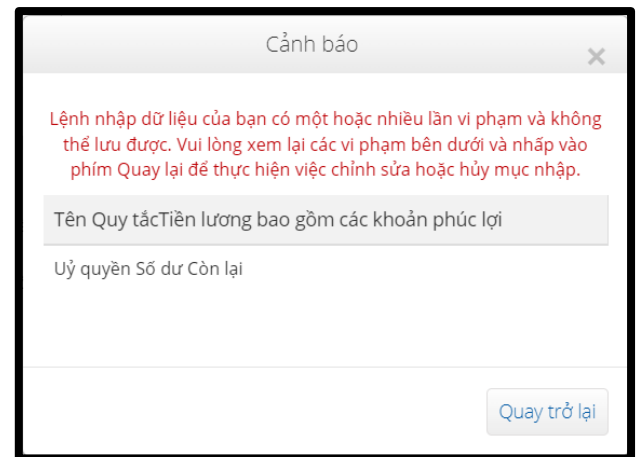 Cảnh báo
×
Lệnh nhập dữ liệu của bạn có một hoặc nhiều lần vi phạm và không
thể lưu được. Vui lòng xem lại các vi phạm bên dưới và nhấp vào
phím Quay lại để thực hiện việc chỉnh sửa hoặc hủy mục nhập.
Tên Quy tắcTiền lương bao gồm các khoản phúc lợi
Uỷ quyền Số dư Còn lại
Quay trở lại